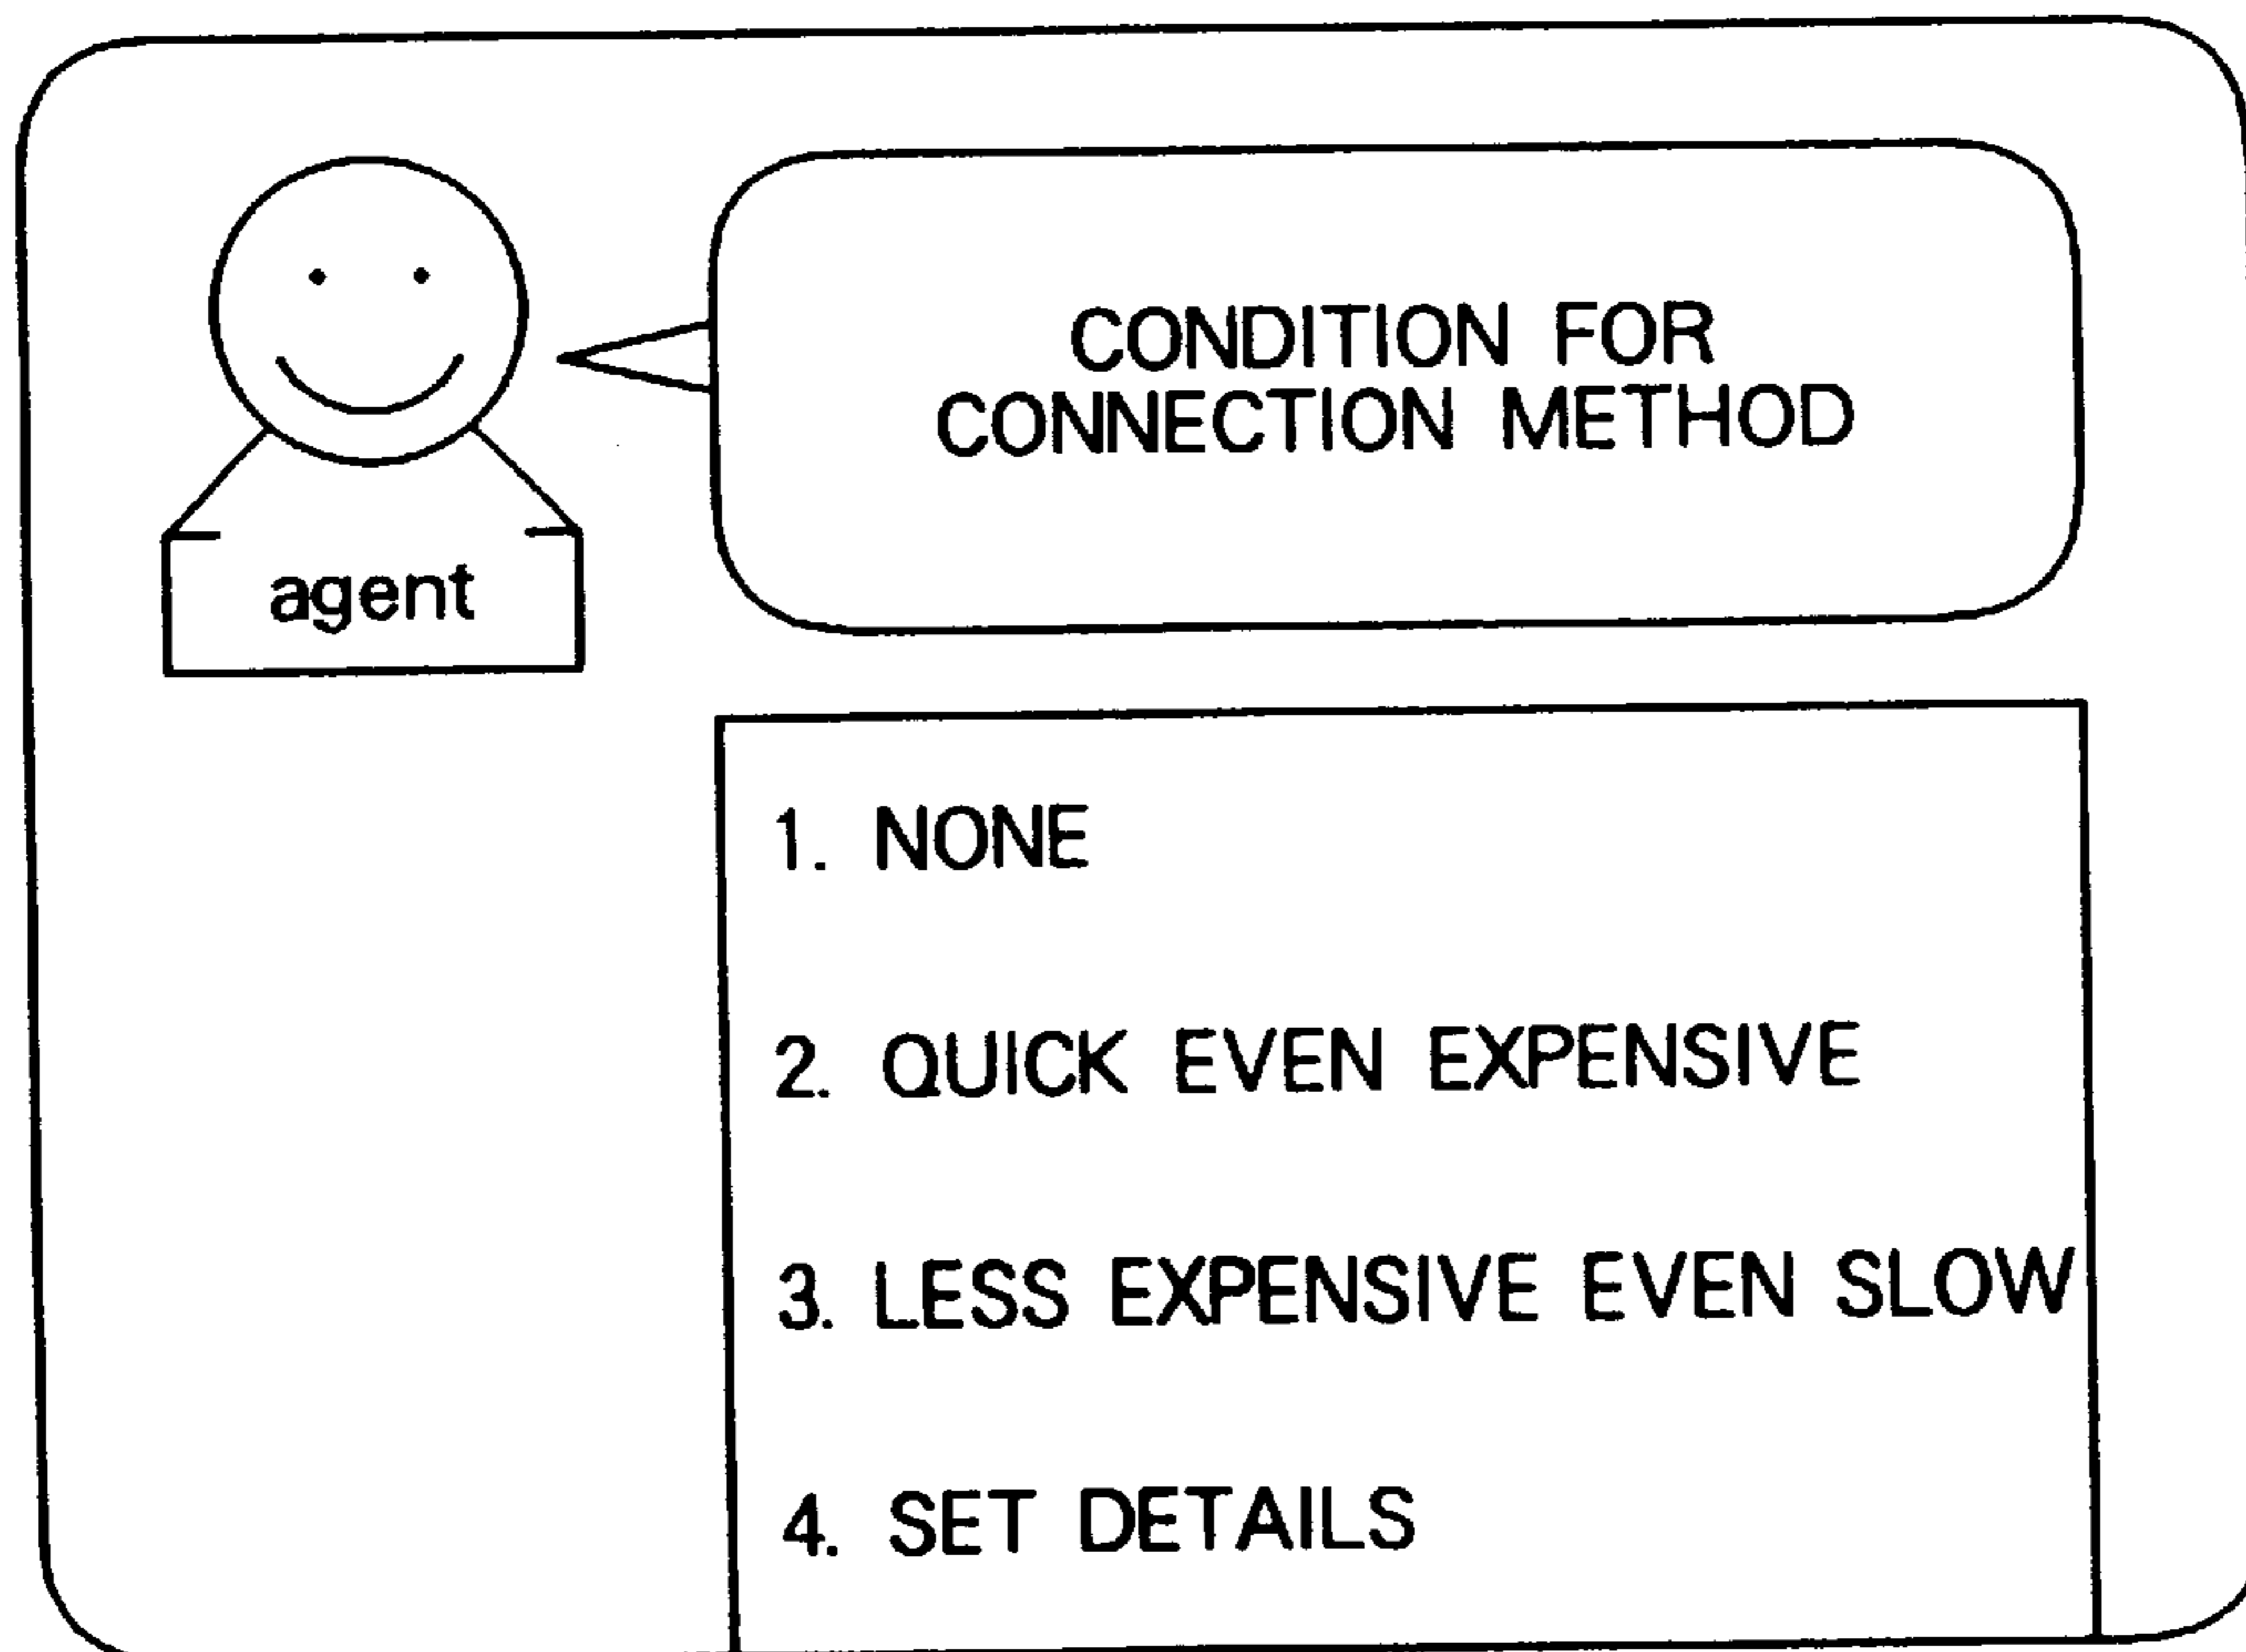 CONDITION FOR
CONNECTION METHOD
agent
1. NONE
2. QUICK EVEN EXPENSIVE
3. LESS EXPENSIVE EVEN SLOW
4. SET DETAILS